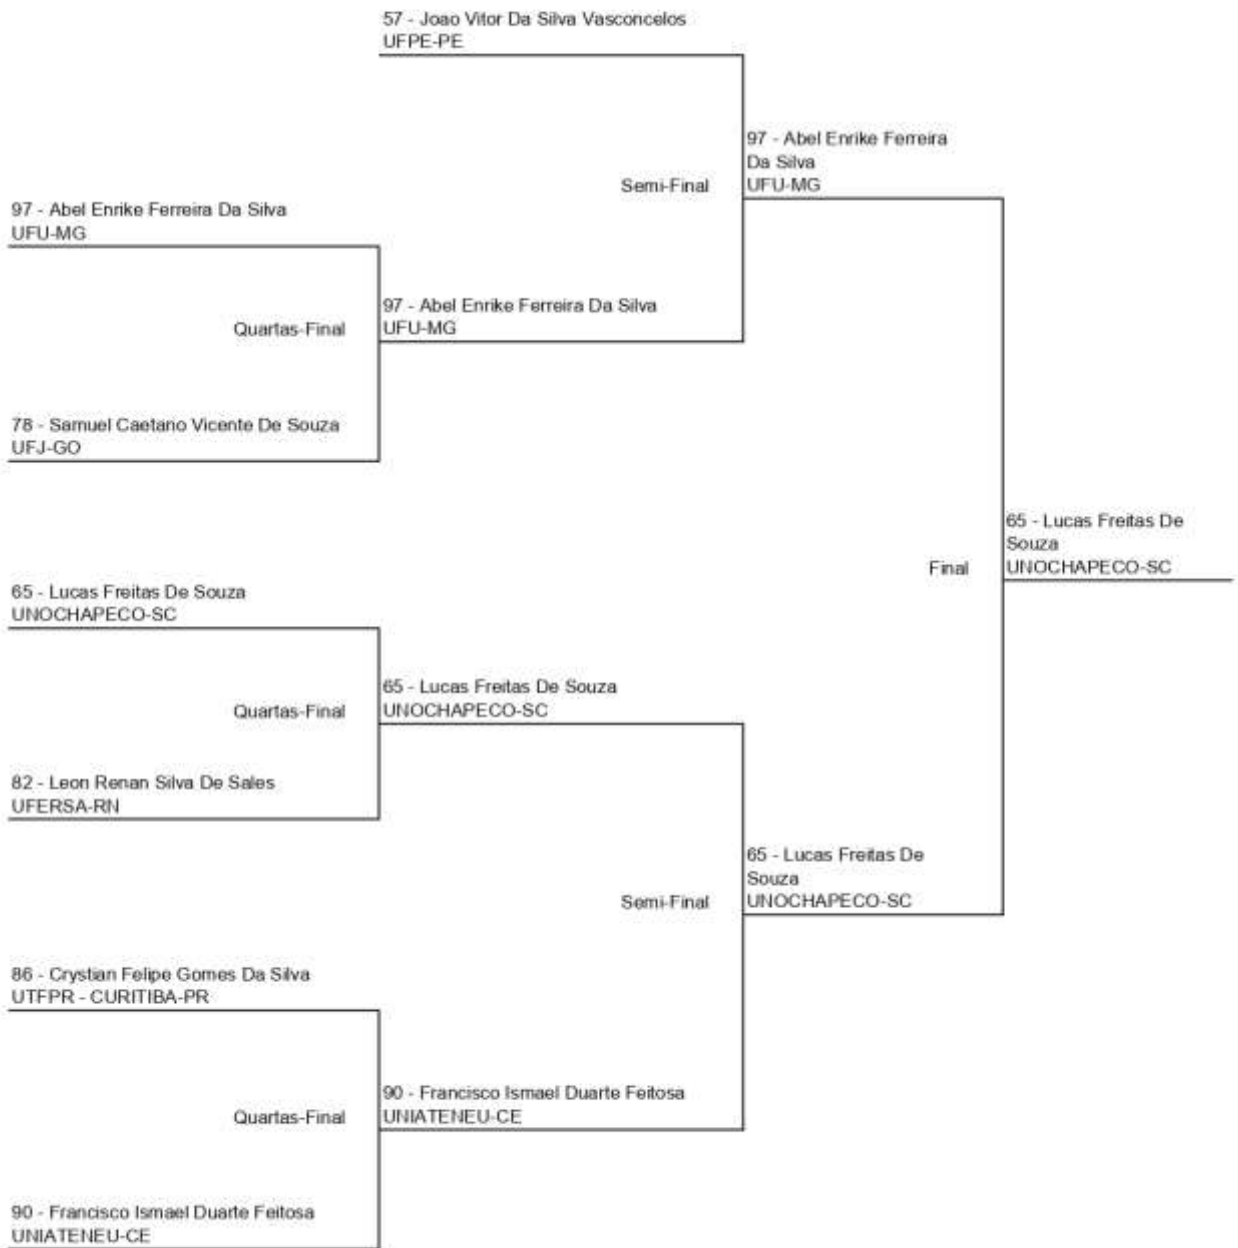 57 - Joao Vitor Da Silva Vasconcelos
UFPE-PE
97 - Abel Enrike Ferreira
Da Silva
UFU-MG
Semi-Final
97 - Abel Enrike Ferreira Da Silva
UFU-MG
97 - Abel Enrike Ferreira Da Silva
UFU-MG
Quartas-Final
78 - Samuel Caetano Vicente De Souza
UFJ-GO
65 - Lucas Freitas De
Souza
UNOCHAPECO-SC
Final
65 - Lucas Freitas De Souza
UNOCHAPECO-SC
65 - Lucas Freitas De Souza
UNOCHAPECO-SC
Quartas-Final
82 - Leon Renan Silva De Sales
UFERSA-RN
65 - Lucas Freitas De
Souza
UNOCHAPECO-SC
Semi-Final
86 - Crystian Felipe Gomes Da Silva
UTFPR - CURITIBA-PR
90 - Francisco Ismael Duarte Feitosa
UNIATENEU-CE
Quartas-Final
90 - Francisco Ismael Duarte Feitosa
UNIATENEU-CE